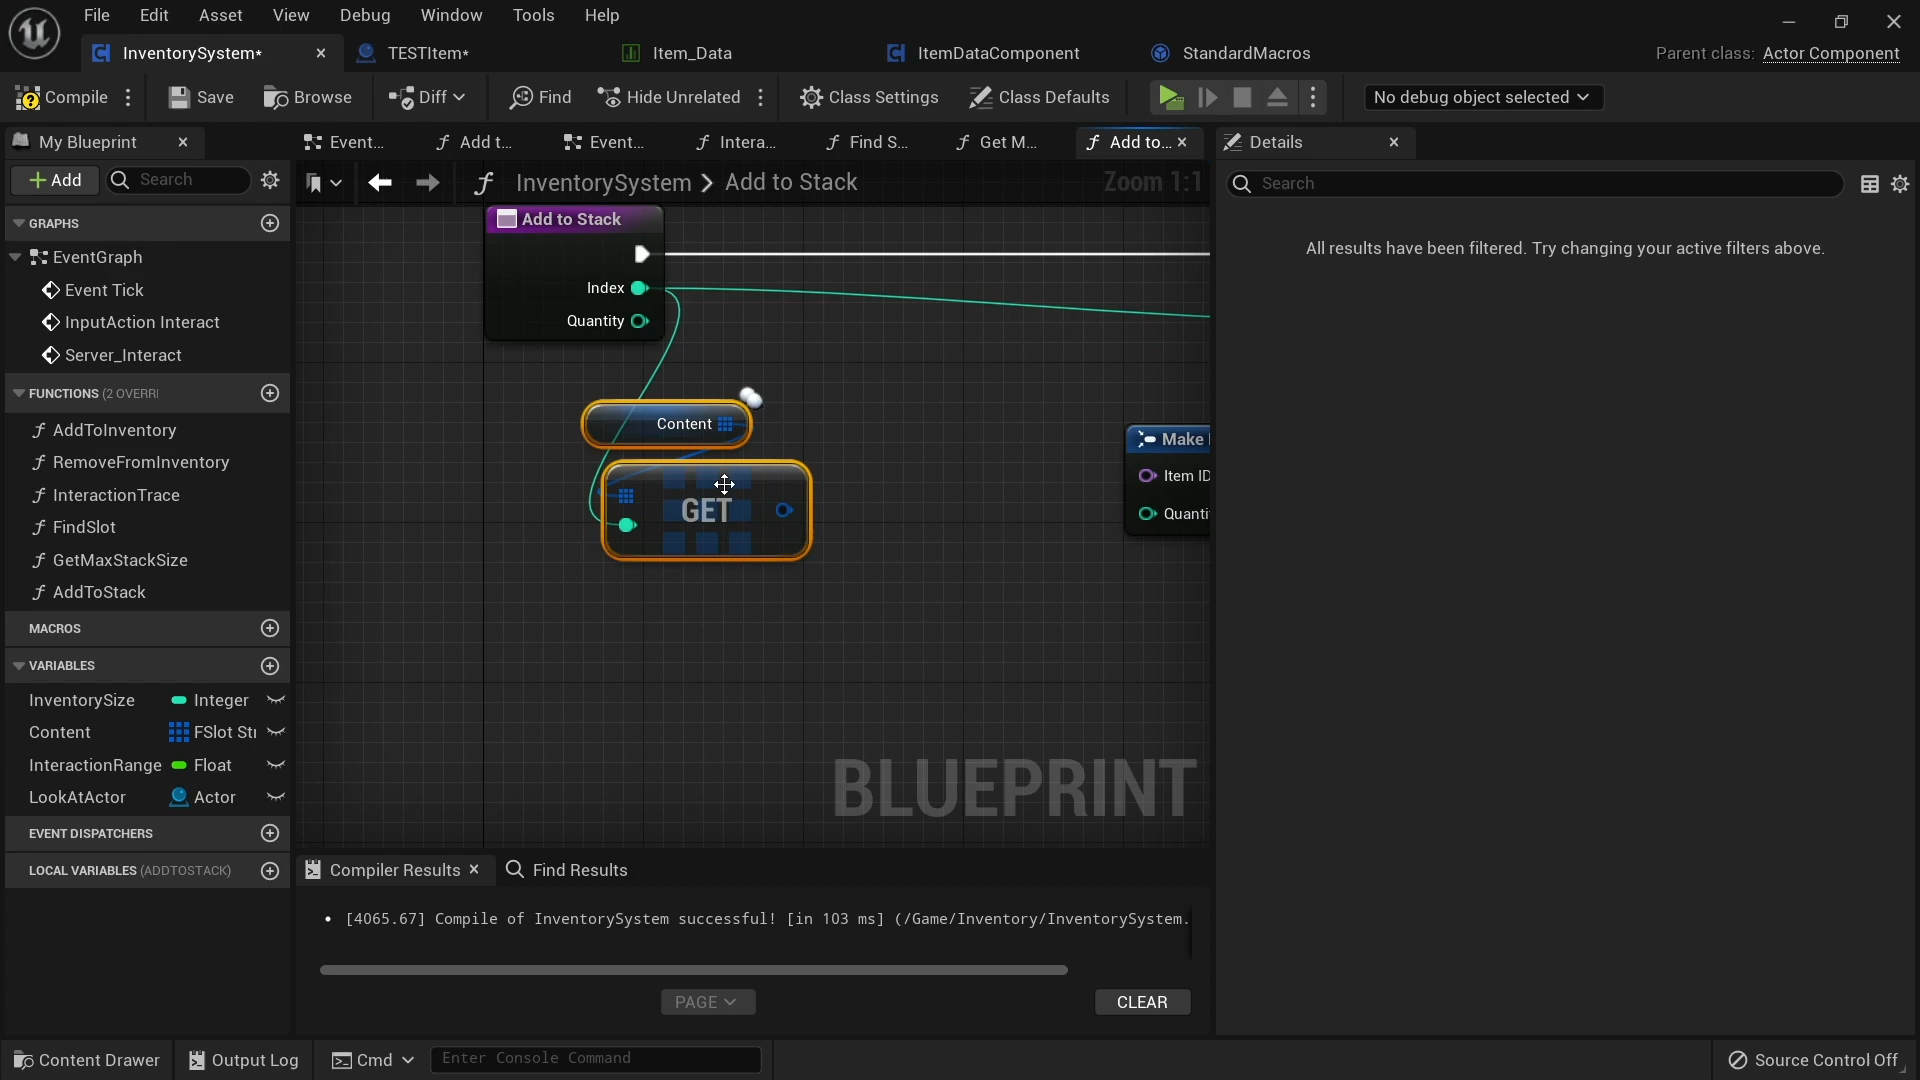 File Edit Asset View Debug Window Tools Help
InventorySystem* TESTItem* Item_Data ItemDataComponent StandardMacros Parent class: Actor Component
Compile Save Browse Diff Find Hide Unrelated Class Settings Class Defaults No debug object selected
My Blueprint Event... Add t... Event... Intera... Find S... Get M... Add to... Details
Add Search InventorySystem > Add to Stack Zoom 1:1 Search
GRAPHS
EventGraph
Event Tick
InputAction Interact
Server_Interact
FUNCTIONS (2 OVERRI
AddToInventory
RemoveFromInventory
InteractionTrace
FindSlot
GetMaxStackSize
AddToStack
MACROS
VARIABLES
InventorySize Integer
Content FSlot Str
InteractionRange Float
LookAtActor Actor
EVENT DISPATCHERS
LOCAL VARIABLES (ADDTOSTACK)
Add to Stack
Index
Quantity
Content
GET
Make
Item ID
Quanti
BLUEPRINT
All results have been filtered. Try changing your active filters above.
Compiler Results Find Results
• [4065.67] Compile of InventorySystem successful! [in 103 ms] (/Game/Inventory/InventorySystem.
PAGE CLEAR
Content Drawer Output Log Cmd Enter Console Command Source Control Off